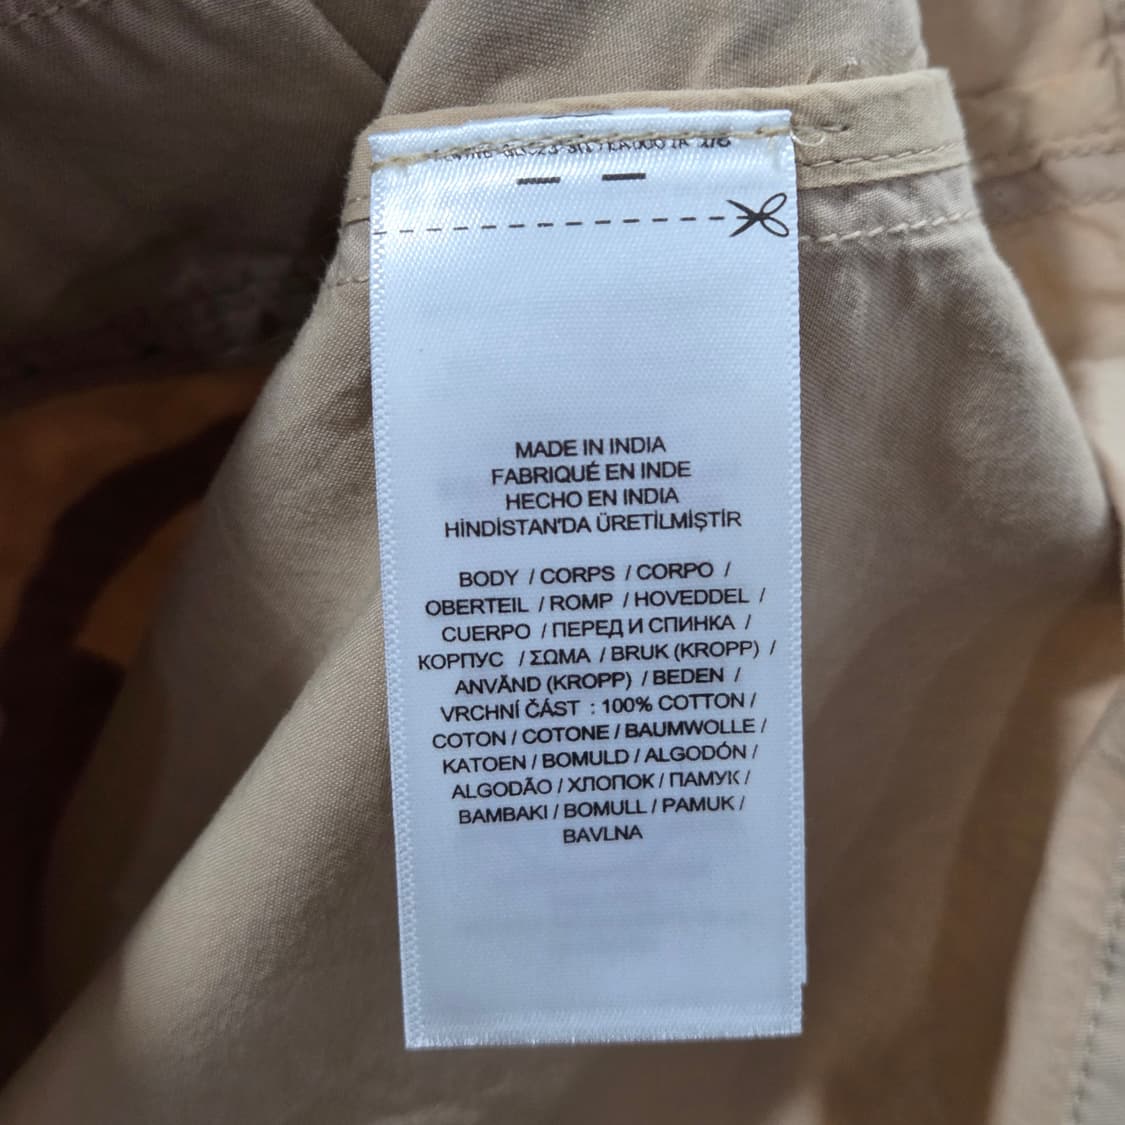 MADE IN INDIA
FABRIQUÉ EN INDE
HECHO EN INDIA
HİNDİSTAN'DA ÜRETİLMİŞTİR
BODY / CORPS / CORPO /
OBERTEIL / ROMP / HOVEDDEL /
CUERPO / ПЕРЕД И СПИНКА /
КОРПУС / ΣΩΜΑ / BRUK (KROPP) /
ANVÄND (KROPP) / BEDEN /
VRCHNÍ ČÁST : 100% COTTON /
COTON / COTONE / BAUMWOLLE /
KATOEN / BOMULD / ALGODÓN /
ALGODÃO / ХЛОПОК / ПАМУК /
ΒΑΜΒΑΚΙ / BOMULL / PAMUK /
BAVLNA